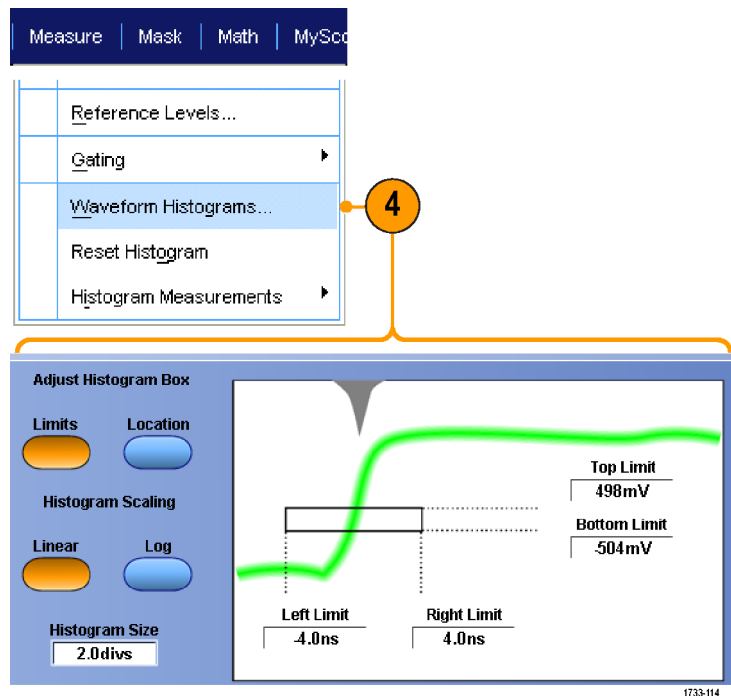 Measure | Mask | Math | MySco
Reference Levels...
Gating
Waveform Histograms...
4
Reset Histogram
Histogram Measurements
Adjust Histogram Box
Limits Location
Histogram Scaling
Linear Log
Histogram Size
2.0divs
Top Limit
498mV
Bottom Limit
-504mV
Left Limit Right Limit
-4.0ns 4.0ns
1733-114